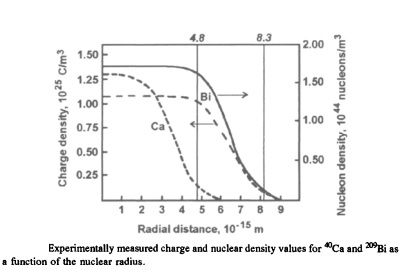 4.8 8.3
1.50 2.00
1.25 1.50
1.00 Bi 1.00
0.75 Ca
0.50 0.50
0.25
Charge density, 10²⁵ C/m³
Nucleon density, 10⁴⁴ nucleons/m³
1 2 3 4 5 6 7 8 9
Radial distance, 10⁻¹⁵ m
Experimentally measured charge and nuclear density values for ⁴⁰Ca and ²⁰⁹Bi as
a function of the nuclear radius.